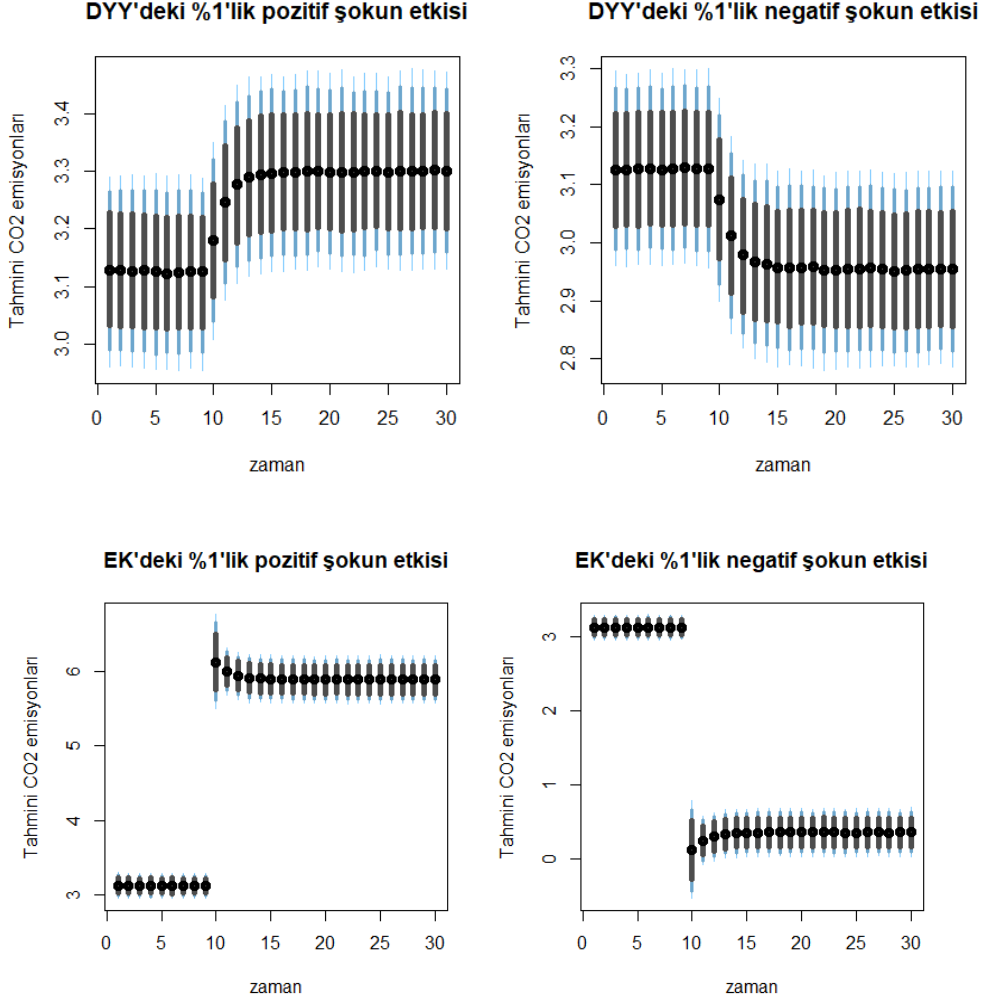 DYY'deki %1'lik pozitif şokun etkisi
Tahmini CO2 emisyonları
3.4
3.3
3.2
3.1
3.0
0 5 10 15 20 25 30
zaman
DYY'deki %1'lik negatif şokun etkisi
Tahmini CO2 emisyonları
3.3
3.2
3.1
3.0
2.9
2.8
0 5 10 15 20 25 30
zaman
EK'deki %1'lik pozitif şokun etkisi
Tahmini CO2 emisyonları
6
5
4
3
0 5 10 15 20 25 30
zaman
EK'deki %1'lik negatif şokun etkisi
Tahmini CO2 emisyonları
3
2
1
0
0 5 10 15 20 25 30
zaman